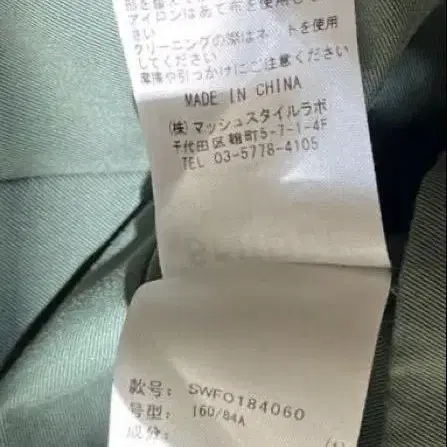 アイロンはあて布を使用し
さい
クリーニングの際はネットを使用
してください
摩擦や引っかけにご注意ください
MADE IN CHINA
(株)マッシュスタイルラボ
千代田区麹町5-7-1-4F
TEL 03-5778-4105
款号: SWFO184060
号型: 160/84A
成分: